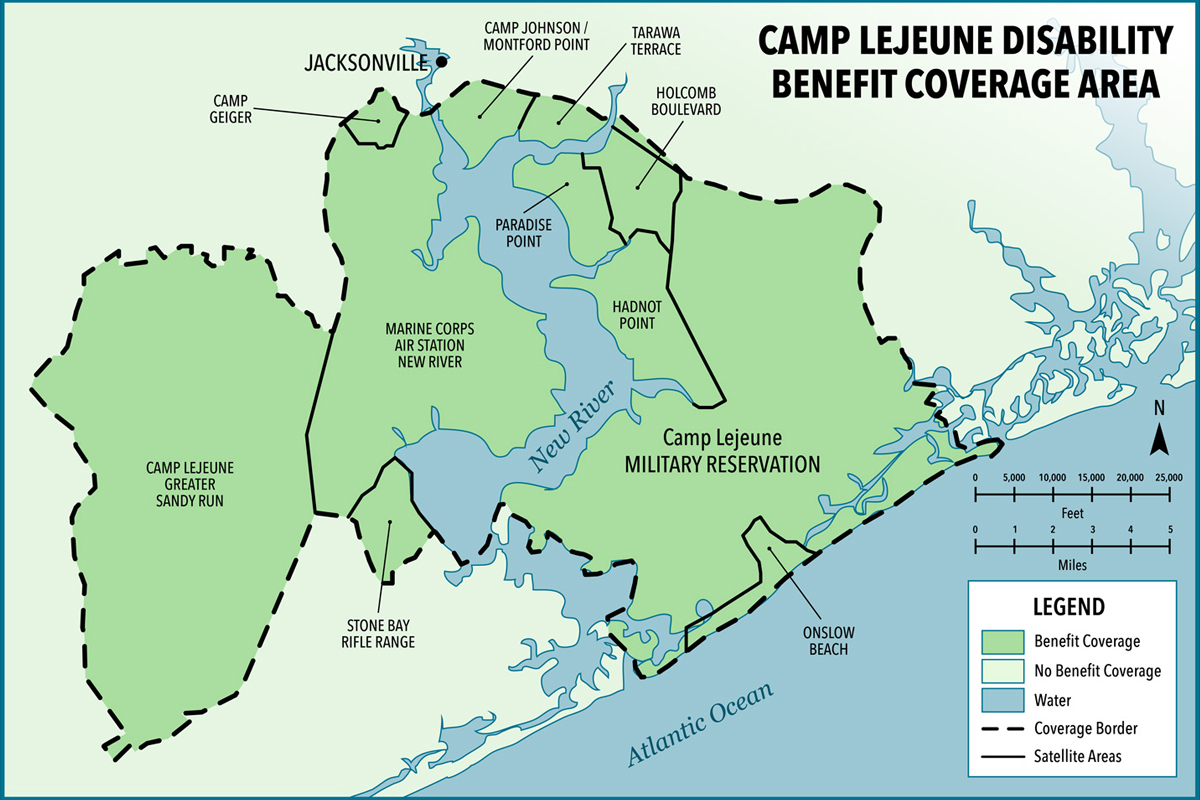 CAMP LEJEUNE DISABILITY
BENEFIT COVERAGE AREA
CAMP JOHNSON /
MONTFORD POINT
TARAWA
TERRACE
JACKSONVILLE
HOLCOMB
BOULEVARD
CAMP
GEIGER
PARADISE
POINT
HADNOT
POINT
MARINE CORPS
AIR STATION
NEW RIVER
New River
Camp Lejeune
MILITARY RESERVATION
CAMP LEJEUNE
GREATER
SANDY RUN
STONE BAY
RIFLE RANGE
ONSLOW
BEACH
Atlantic Ocean
N
0 5,000 10,000 15,000 20,000 25,000
Feet
0 1 2 3 4 5
Miles
LEGEND
Benefit Coverage
No Benefit Coverage
Water
Coverage Border
Satellite Areas